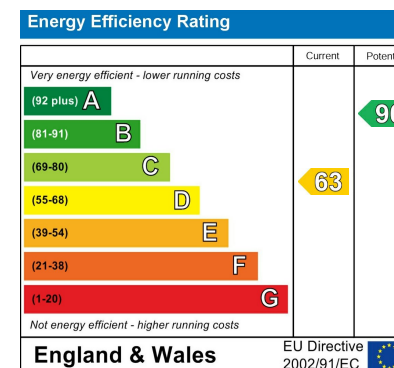 Energy Efficiency Rating
Current
Very energy efficient - lower running costs
(92 plus) A
(81-91) B
(69-80) C
(55-68) D
63
(39-54) E
(21-38) F
(1-20) G
Not energy efficient - higher running costs
England & Wales
EU Directive
2002/91/EC